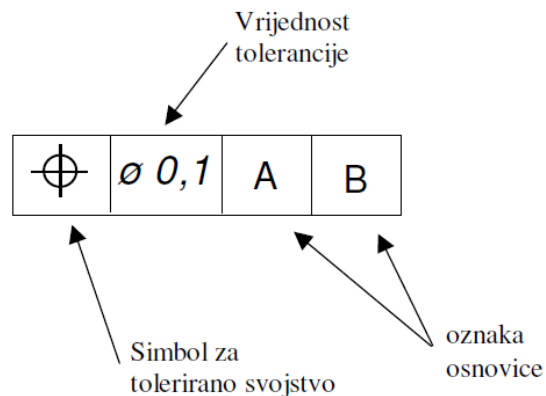 Vrijednost
tolerancije
ø 0,1 A B
Simbol za
tolerirano svojstvo
oznaka
osnovice